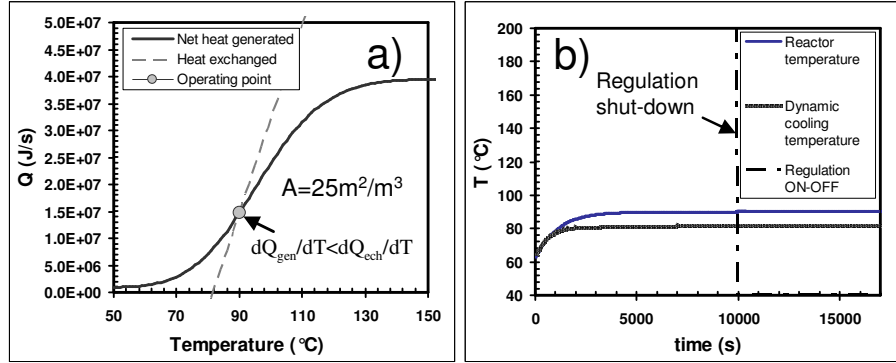 5.0E+07
4.5E+07
4.0E+07
3.5E+07
3.0E+07
2.5E+07
2.0E+07
1.5E+07
1.0E+07
5.0E+06
0.0E+00
Q (J/s)
Net heat generated
Heat exchanged
Operating point
a)
A=25m²/m³
dQgen/dT<dQech/dT
50 70 90 110 130 150
Temperature (°C)
200
180
160
140
120
100
80
60
40
T (°C)
b)
Regulation
shut-down
Reactor
temperature
Dynamic
cooling
temperature
Regulation
ON-OFF
0 5000 10000 15000
time (s)